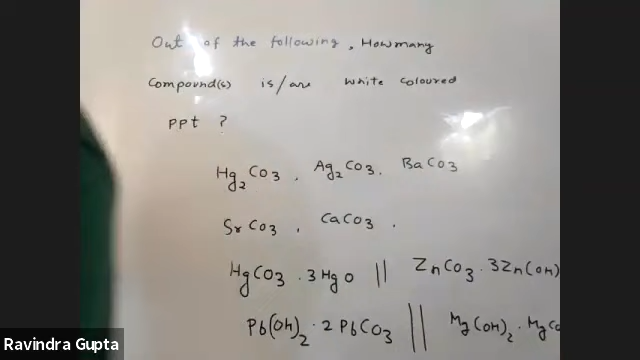 Out of the following, How many
compound(s) is/are white coloured
ppt ?
Hg₂CO₃, Ag₂CO₃, BaCO₃
SrCO₃, CaCO₃.
HgCO₃·3HgO || ZnCO₃·3Zn(OH)
Pb(OH)₂·2PbCO₃ || Mg(OH)₂·MgCO
Ravindra Gupta